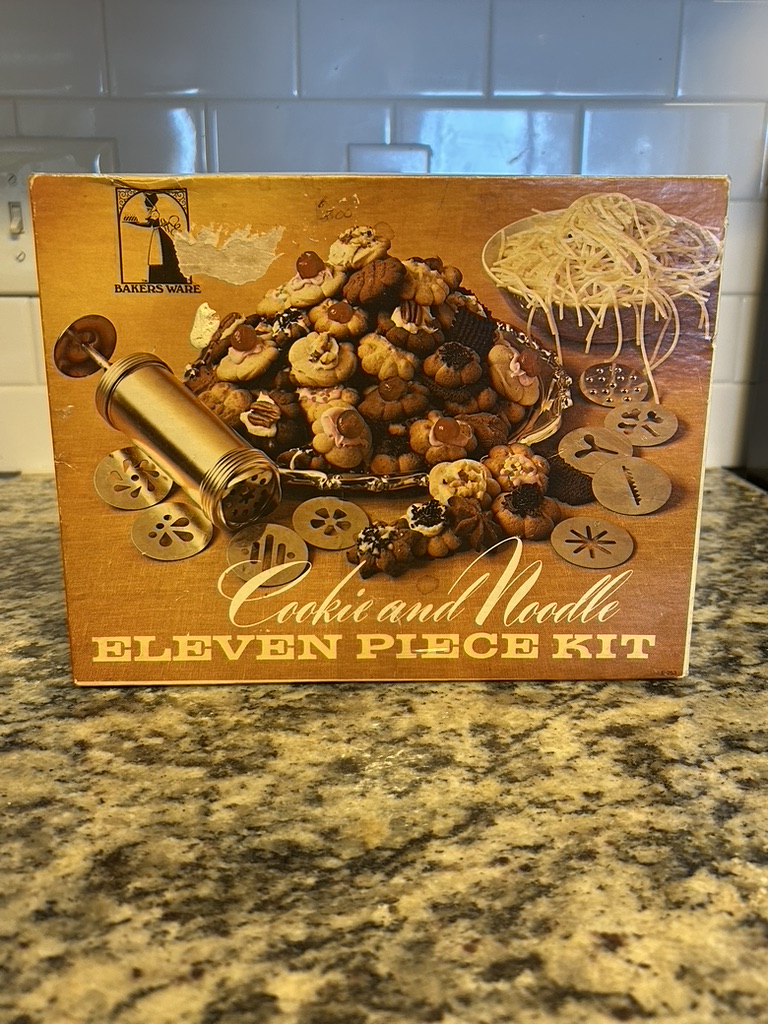 BAKERS WARE
Cookie and Noodle
ELEVEN PIECE KIT